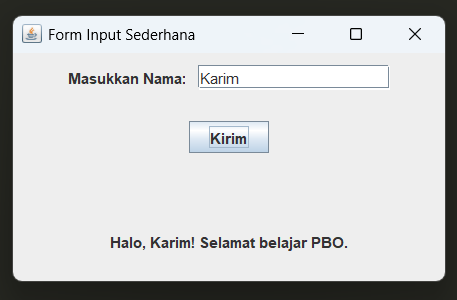 Form Input Sederhana
Masukkan Nama: Karim
Kirim
Halo, Karim! Selamat belajar PBO.